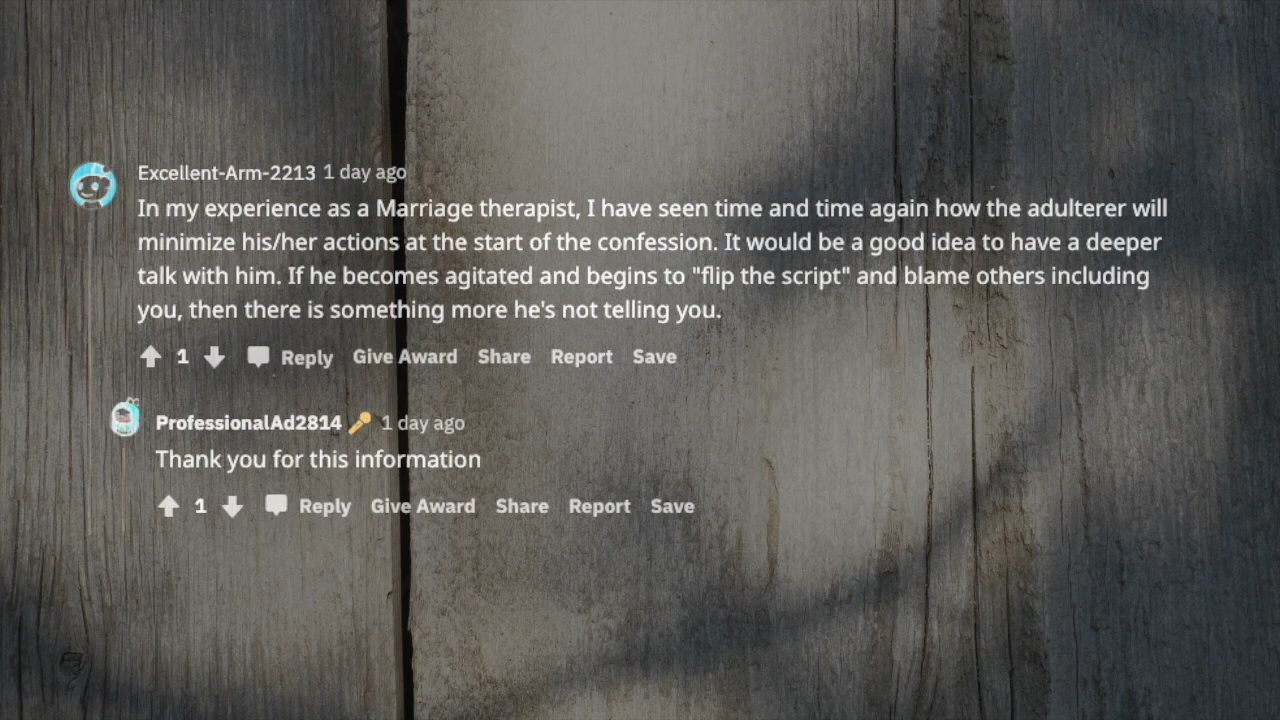 Excellent-Arm-2213 1 day ago
In my experience as a Marriage therapist, I have seen time and time again how the adulterer will
minimize his/her actions at the start of the confession. It would be a good idea to have a deeper
talk with him. If he becomes agitated and begins to "flip the script" and blame others including
you, then there is something more he's not telling you.
1 Reply Give Award Share Report Save
ProfessionalAd2814 🎤 1 day ago
Thank you for this information
1 Reply Give Award Share Report Save